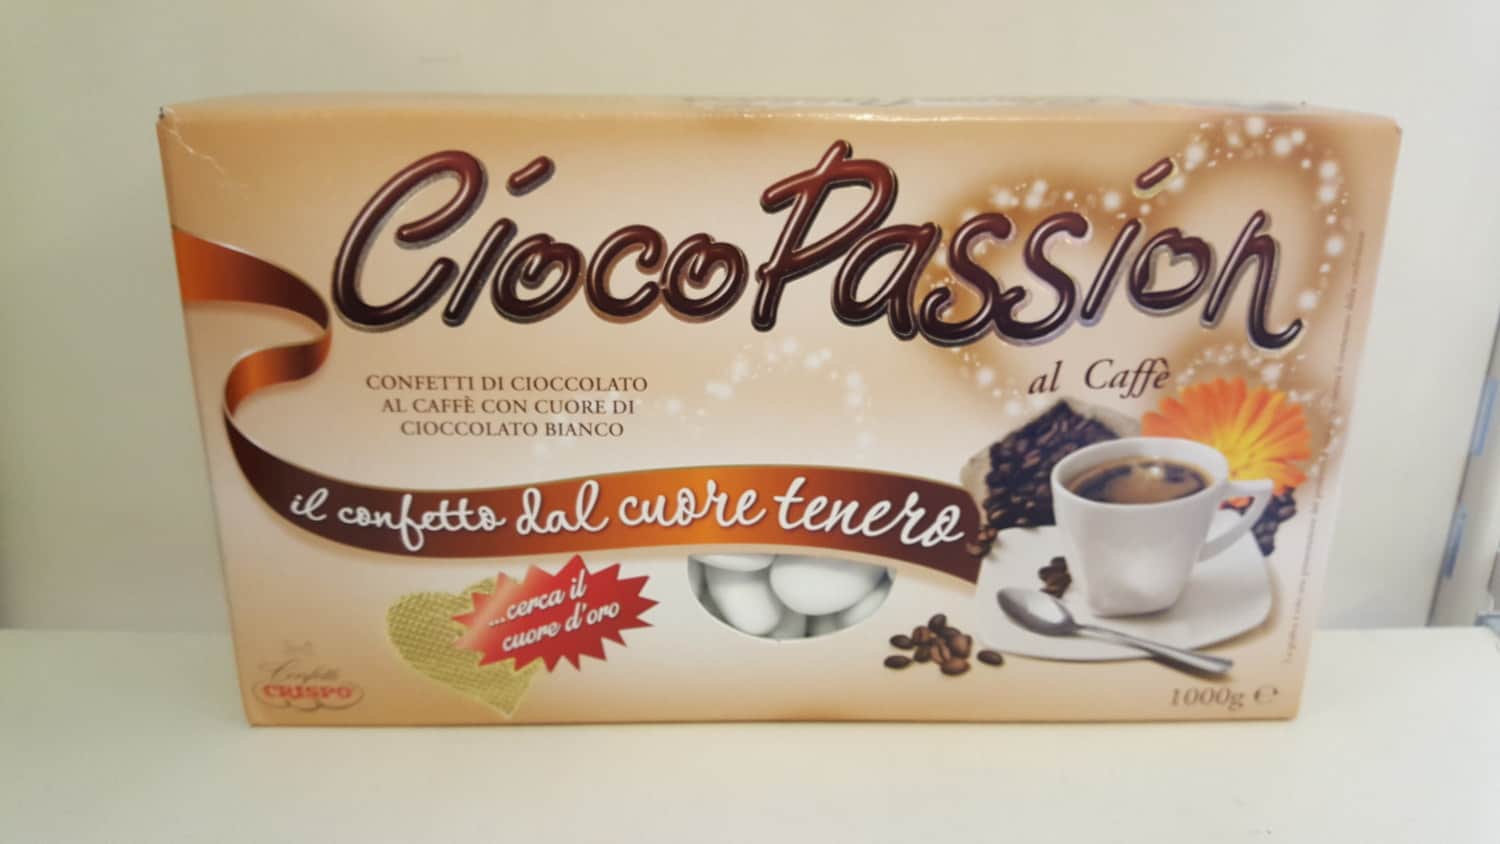 CiocoPassion
al Caffè
CONFETTI DI CIOCCOLATO
AL CAFFÈ CON CUORE DI
CIOCCOLATO BIANCO
il confetto dal cuore tenero
...cerca il
cuore d'oro
Confetti
CRISPO
1000g ℮